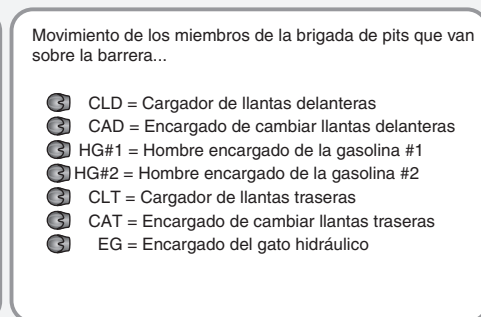 Movimiento de los miembros de la brigada de pits que van
sobre la barrera...
CLD = Cargador de llantas delanteras
CAD = Encargado de cambiar llantas delanteras
HG#1 = Hombre encargado de la gasolina #1
HG#2 = Hombre encargado de la gasolina #2
CLT = Cargador de llantas traseras
CAT = Encargado de cambiar llantas traseras
EG = Encargado del gato hidráulico